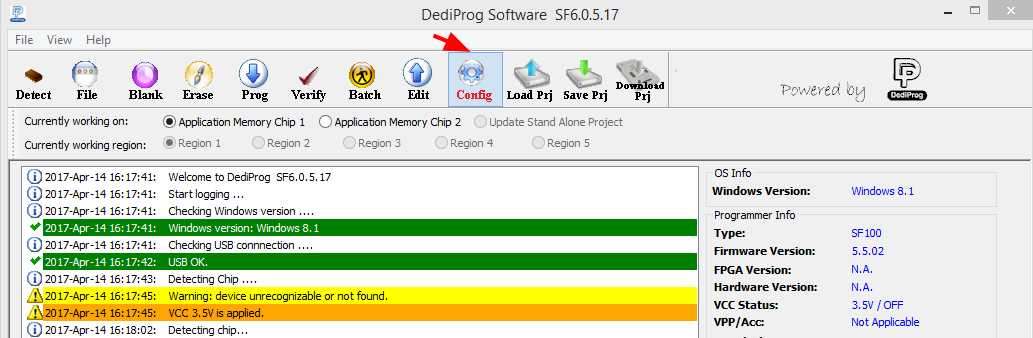 DediProg Software SF6.0.5.17
File View Help
Detect File Blank Erase Prog Verify Batch Edit Config Load Prj Save Prj Download Prj
Powered by DediProg
Currently working on: Application Memory Chip 1 Application Memory Chip 2 Update Stand Alone Project
Currently working region: Region 1 Region 2 Region 3 Region 4 Region 5
2017-Apr-14 16:17:41: Welcome to DediProg SF6.0.5.17
2017-Apr-14 16:17:41: Start logging ...
2017-Apr-14 16:17:41: Checking Windows version ....
2017-Apr-14 16:17:41: Windows version: Windows 8.1
2017-Apr-14 16:17:41: Checking USB connnection ....
2017-Apr-14 16:17:42: USB OK.
2017-Apr-14 16:17:43: Detecting Chip ....
2017-Apr-14 16:17:45: Warning: device unrecognizable or not found.
2017-Apr-14 16:17:45: VCC 3.5V is applied.
2017-Apr-14 16:18:02: Detecting chip...
OS Info
Windows Version: Windows 8.1
Programmer Info
Type: SF100
Firmware Version: 5.5.02
FPGA Version: N.A.
Hardware Version: N.A.
VCC Status: 3.5V / OFF
VPP/Acc: Not Applicable